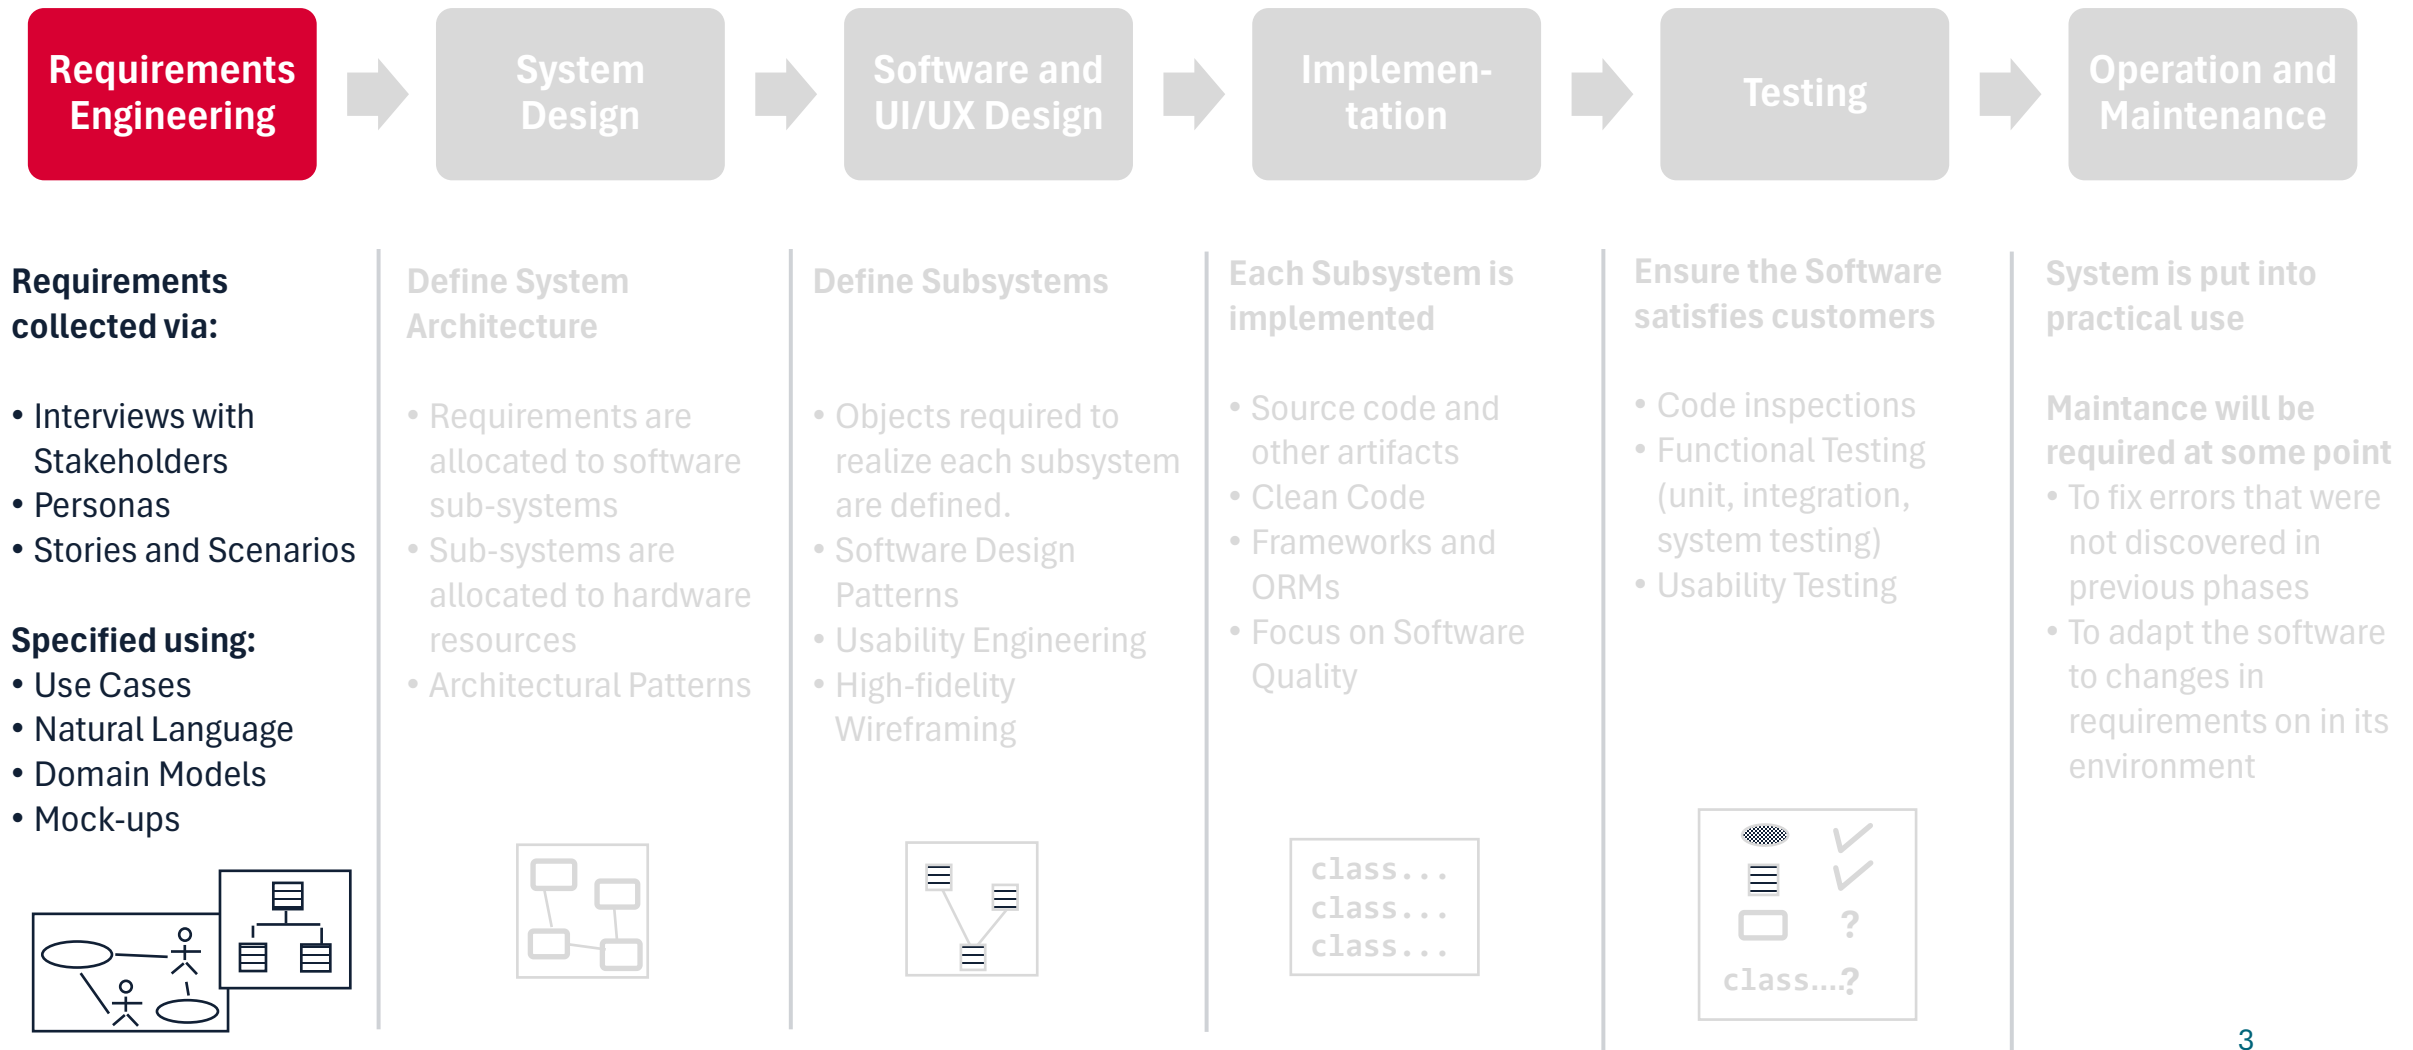 Requirements
Engineering
System
Design
Software and
UI/UX Design
Implemen-
tation
Testing
Operation and
Maintenance
Requirements
collected via:
• Interviews with
Stakeholders
• Personas
• Stories and Scenarios
Specified using:
• Use Cases
• Natural Language
• Domain Models
• Mock-ups
Define System
Architecture
• Requirements are
allocated to software
sub-systems
• Sub-systems are
allocated to hardware
resources
• Architectural Patterns
Define Subsystems
• Objects required to
realize each subsystem
are defined.
• Software Design
Patterns
• Usability Engineering
• High-fidelity
Wireframing
Each Subsystem is
implemented
• Source code and
other artifacts
• Clean Code
• Frameworks and
ORMs
• Focus on Software
Quality
class...
class...
class...
Ensure the Software
satisfies customers
• Code inspections
• Functional Testing
(unit, integration,
system testing)
• Usability Testing
?
class....?
System is put into
practical use
Maintance will be
required at some point
• To fix errors that were
not discovered in
previous phases
• To adapt the software
to changes in
requirements on in its
environment
3